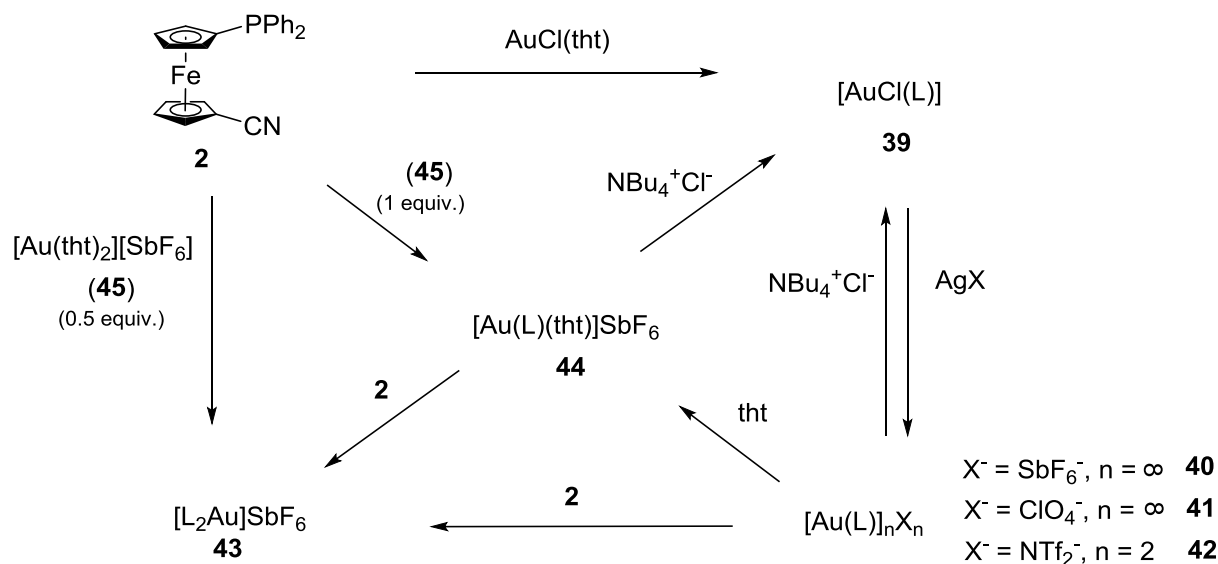 PPh2
Fe
CN
2
AuCl(tht)
[AuCl(L)]
39
(45)
(1 equiv.)
NBu4+Cl-
[Au(tht)2][SbF6]
(45)
(0.5 equiv.)
NBu4+Cl-
AgX
[Au(L)(tht)]SbF6
44
2
tht
2
[L2Au]SbF6
43
[Au(L)]nXn
X- = SbF6-, n = ∞ 40
X- = ClO4-, n = ∞ 41
X- = NTf2-, n = 2 42